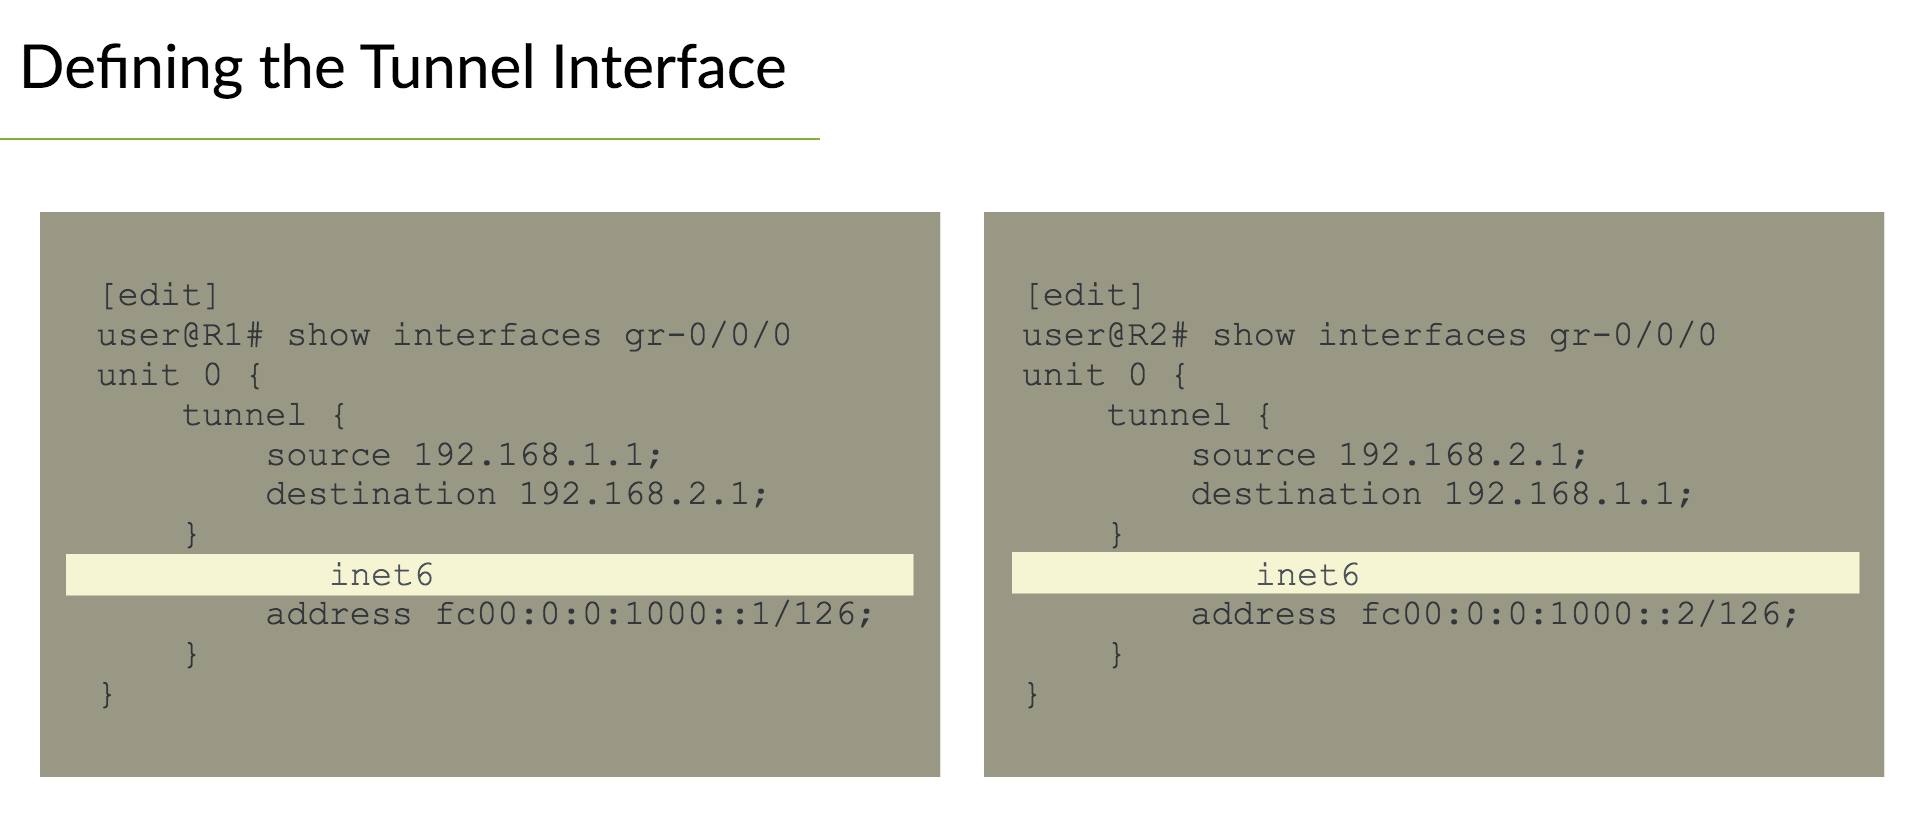 Defining the Tunnel Interface
[edit]
user@R1# show interfaces gr-0/0/0
unit 0 {
tunnel {
source 192.168.1.1;
destination 192.168.2.1;
}
inet6
address fc00:0:0:1000::1/126;
}
}
[edit]
user@R2# show interfaces gr-0/0/0
unit 0 {
tunnel {
source 192.168.2.1;
destination 192.168.1.1;
}
inet6
address fc00:0:0:1000::2/126;
}
}